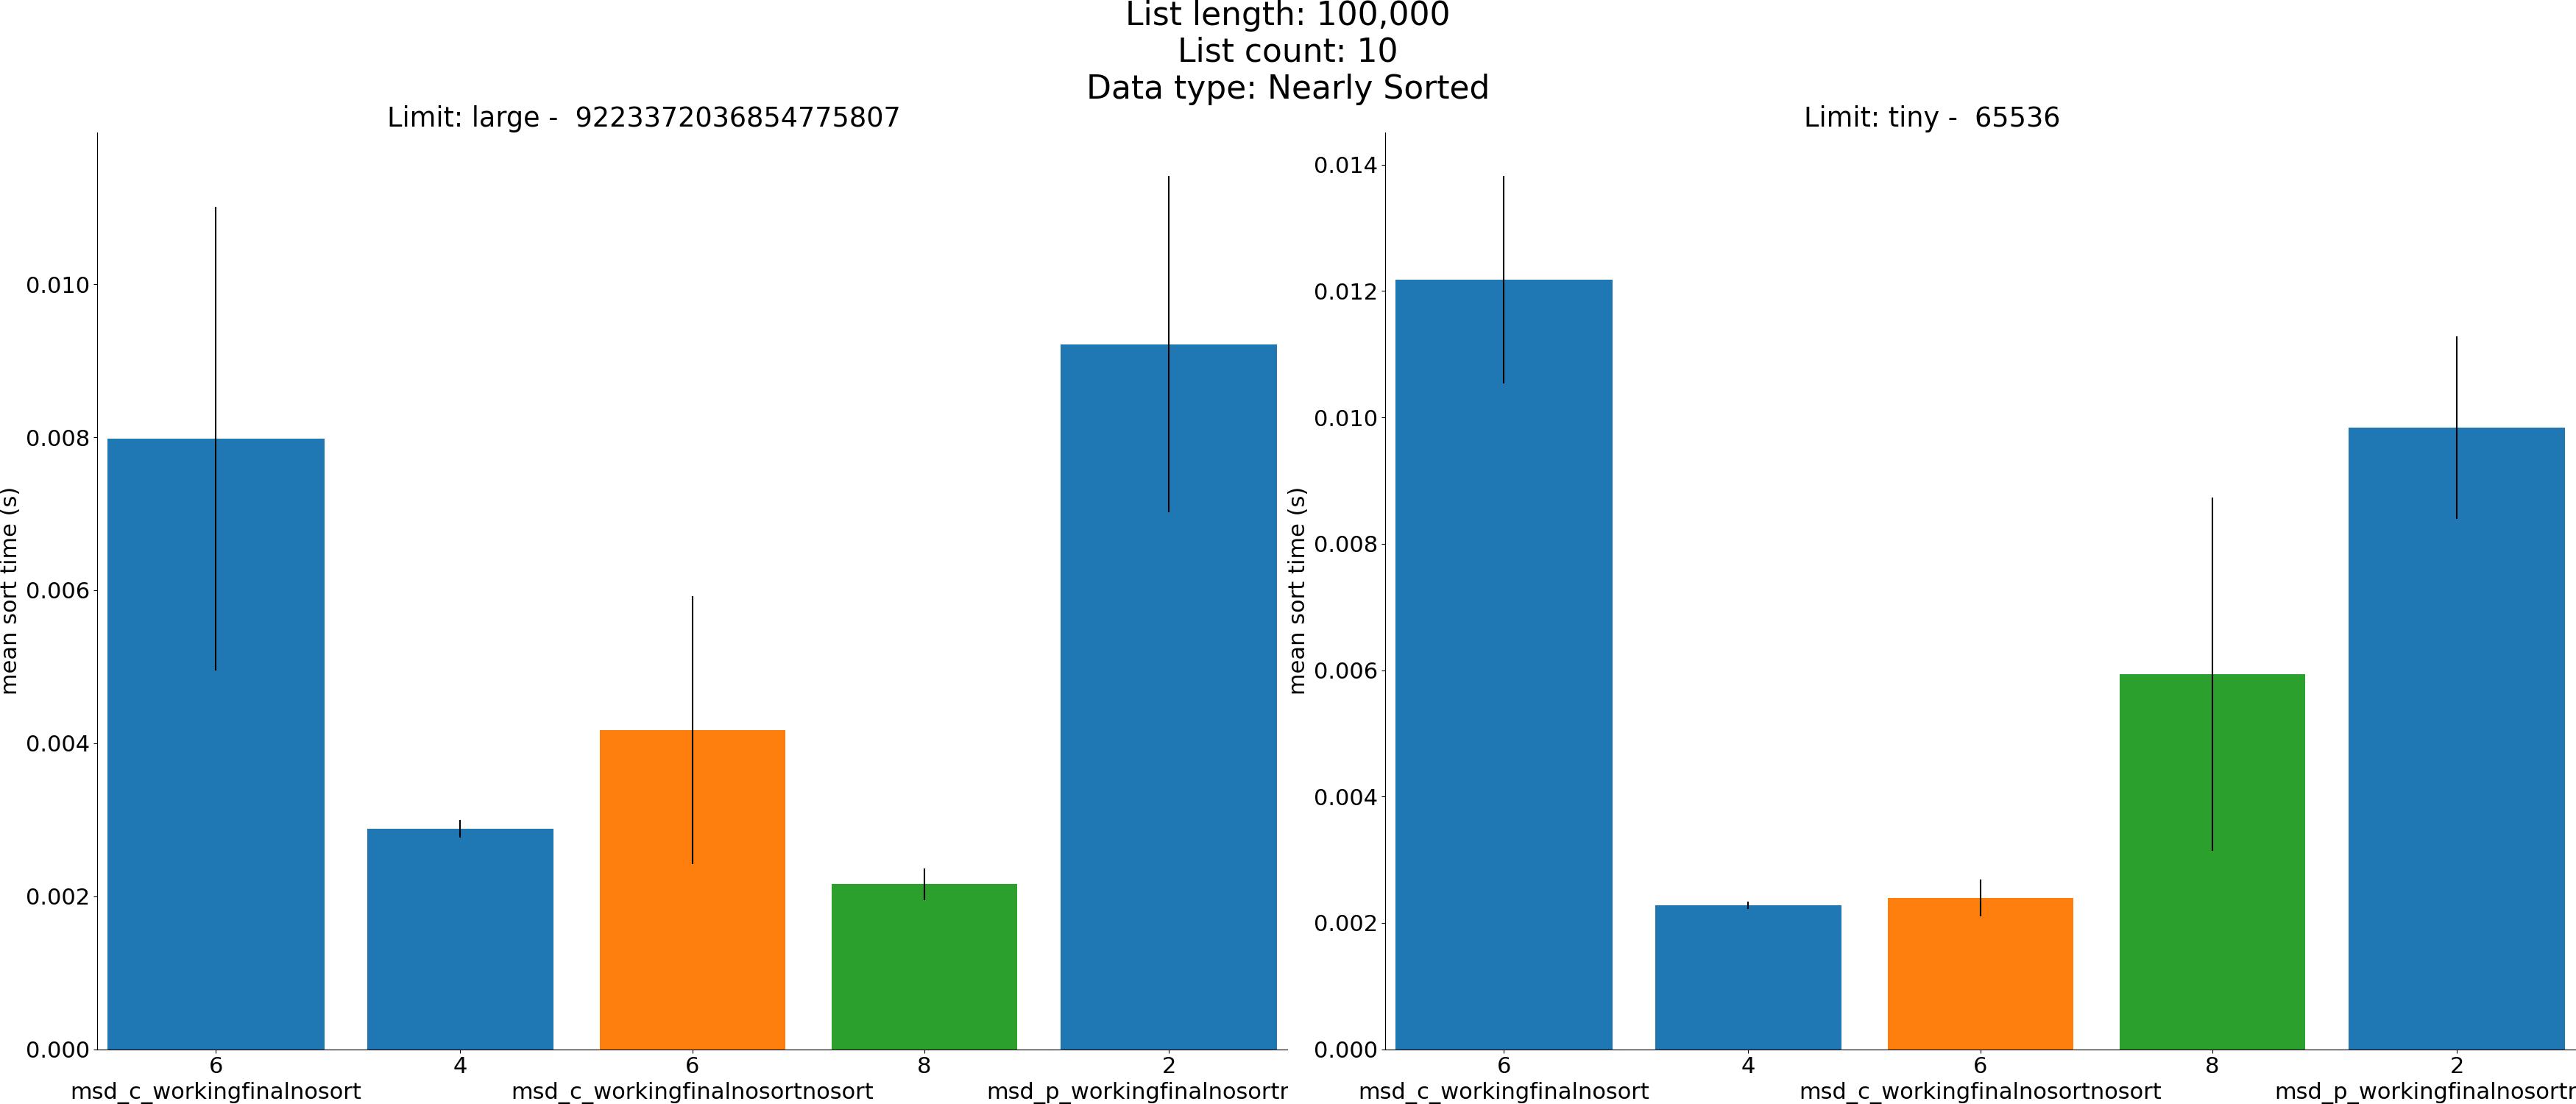 List length: 100,000
List count: 10
Data type: Nearly Sorted
Limit: large -  9223372036854775807
mean sort time (s)
0.010
0.008
0.006
0.004
0.002
0.000
6
4
6
8
2
msd_c_workingfinalnosort
msd_c_workingfinalnosortnosort
msd_p_workingfinalnosortr
Limit: tiny -  65536
mean sort time (s)
0.014
0.012
0.010
0.008
0.006
0.004
0.002
0.000
6
4
6
8
2
msd_c_workingfinalnosort
msd_c_workingfinalnosortnosort
msd_p_workingfinalnosortr